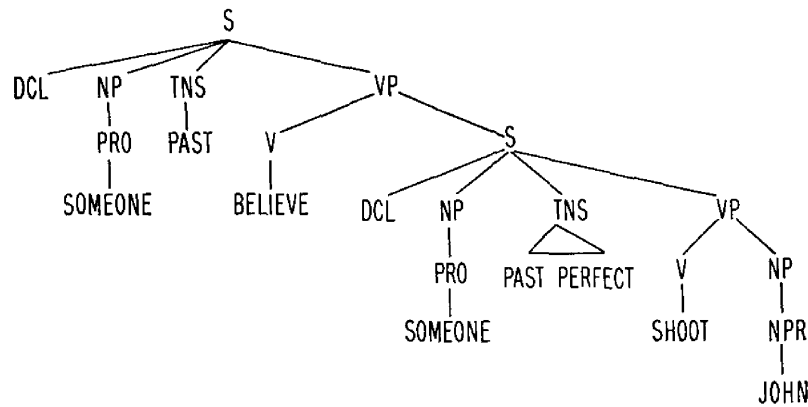 S
DCL NP TNS VP
PRO PAST V S
SOMEONE BELIEVE DCL NP TNS VP
PRO PAST PERFECT V NP
SOMEONE SHOOT NPR
JOHN